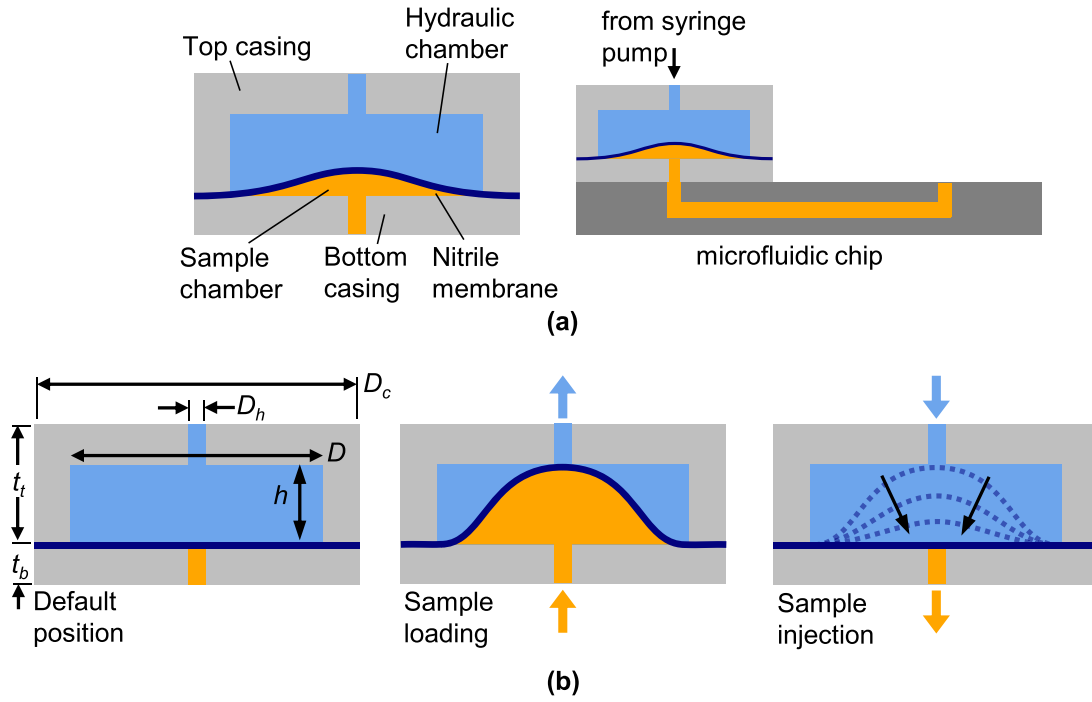 Hydraulic
chamber
Top casing
from syringe
pump
Sample
chamber
Bottom
casing
Nitrile
membrane
microfluidic chip
(a)
D_c
D_h
D
t_t
h
t_b
Default
position
Sample
loading
Sample
injection
(b)